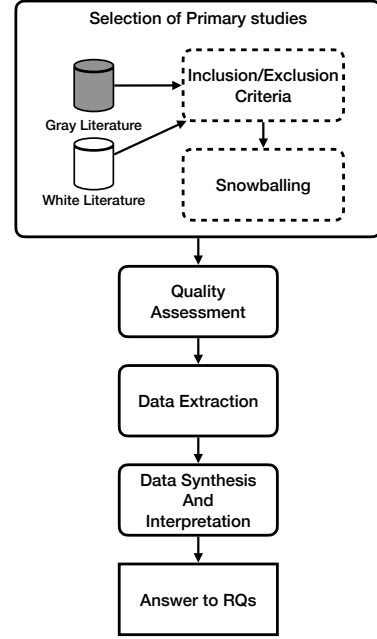 Selection of Primary studies
Inclusion/Exclusion
Criteria
Gray Literature
White Literature
Snowballing
Quality
Assessment
Data Extraction
Data Synthesis
And
Interpretation
Answer to RQs